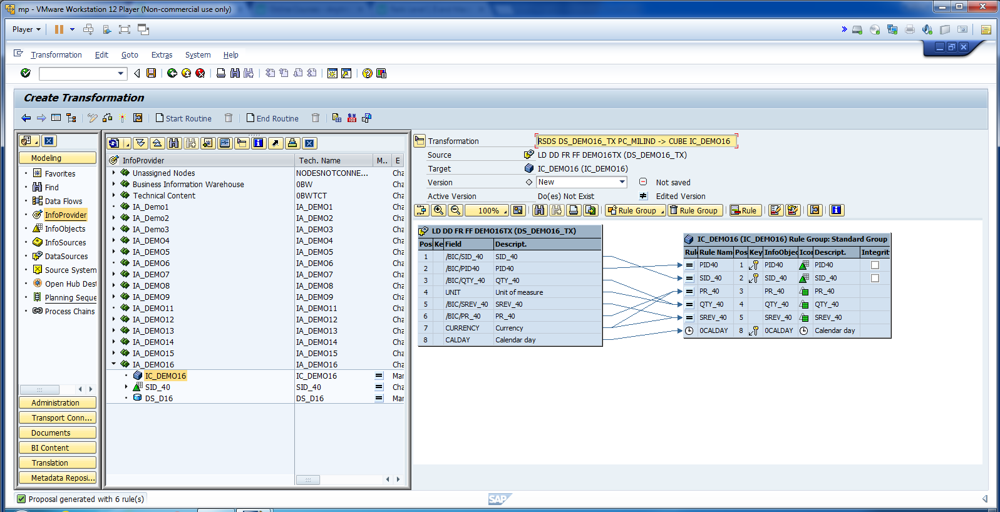 mp - VMware Workstation 12 Player (Non-commercial use only)
Player
Transformation Edit Goto Extras System Help
Create Transformation
Start Routine End Routine
Modeling
Favorites
Find
Data Flows
InfoProvider
InfoObjects
InfoSources
DataSources
Source System
Open Hub Dest
Planning Seque
Process Chains
Administration
Transport Conn...
Documents
BI Content
Translation
Metadata Reposi...
InfoProvider Tech. Name M.. E
Unassigned Nodes NODESNOTCONNE... Cha
Business Information Warehouse 0BW Cha
Technical Content 0BWTCT Cha
IA_Demo1 IA_DEMO1 Cha
IA_Demo2 IA_DEMO2 Cha
IA_Demo3 IA_DEMO3 Cha
IA_DEMO4 IA_DEMO4 Cha
IA_DEMO5 IA_DEMO5 Cha
IA_DEMO6 IA_DEMO6 Cha
IA_DEMO7 IA_DEMO7 Cha
IA_DEMO8 IA_DEMO8 Cha
IA_DEMO9 IA_DEMO9 Cha
IA_DEMO11 IA_DEMO11 Cha
IA_DEMO12 IA_DEMO12 Cha
IA_DEMO13 IA_DEMO13 Cha
IA_DEMO14 IA_DEMO14 Cha
IA_DEMO15 IA_DEMO15 Cha
IA_DEMO16 IA_DEMO16 Cha
IC_DEMO16 IC_DEMO16 Mar
SID_40 SID_40 Cha
DS_D16 DS_D16 Mar
Transformation RSDS DS_DEMO16_TX PC_MILIND -> CUBE IC_DEMO16
Source LD DD FR FF DEMO16TX (DS_DEMO16_TX)
Target IC_DEMO16 (IC_DEMO16)
Version New Not saved
Active Version Do(es) Not Exist Edited Version
100% Rule Group Rule Group Rule
LD DD FR FF DEMO16TX (DS_DEMO16_TX)
Pos Ke Field Descript.
1 /BIC/SID_40 SID_40
2 /BIC/PID40 PID40
3 /BIC/QTY_40 QTY_40
4 UNIT Unit of measure
5 /BIC/SREV_40 SREV_40
6 /BIC/PR_40 PR_40
7 CURRENCY Currency
8 CALDAY Calendar day
IC_DEMO16 (IC_DEMO16) Rule Group: Standard Group
Rule Rule Nam Pos Key InfoObjec Icon Descript. Integrit
PID40 1 PID40 PID40
SID_40 2 SID_40 SID_40
PR_40 3 PR_40 PR_40
QTY_40 4 QTY_40 QTY_40
SREV_40 5 SREV_40 SREV_40
0CALDAY 8 0CALDAY Calendar day
Proposal generated with 6 rule(s)
SAP